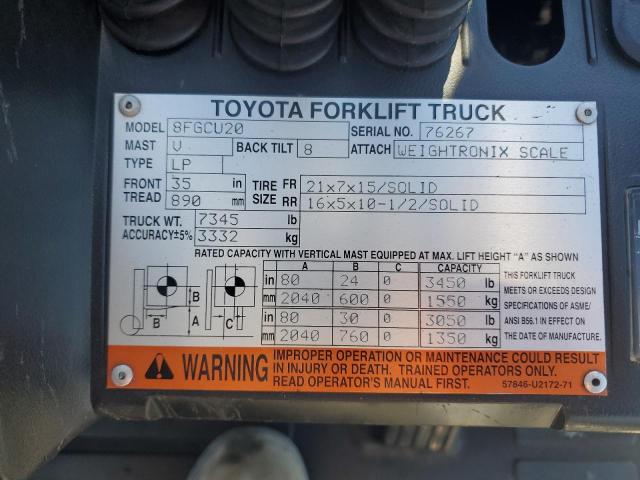 TOYOTA FORKLIFT TRUCK
MODEL 8FGCU20 SERIAL NO. 76267
MAST V BACK TILT 8 ATTACH WEIGHTRONIX SCALE
TYPE LP
FRONT TREAD 35 in TIRE SIZE FR 21x7x15/SOLID
890 mm RR 16x5x10-1/2/SOLID
TRUCK WT. 7345 lb
ACCURACY±5% 3332 kg
RATED CAPACITY WITH VERTICAL MAST EQUIPPED AT MAX. LIFT HEIGHT "A" AS SHOWN
A B C CAPACITY
in 80 24 0 3450 lb
mm 2040 600 0 1550 kg
in 80 30 0 3050 lb
mm 2040 760 0 1350 kg
B
B A C
THIS FORKLIFT TRUCK
MEETS OR EXCEEDS DESIGN
SPECIFICATIONS OF ASME/
ANSI B56.1 IN EFFECT ON
THE DATE OF MANUFACTURE.
WARNING
IMPROPER OPERATION OR MAINTENANCE COULD RESULT
IN INJURY OR DEATH. TRAINED OPERATORS ONLY.
READ OPERATOR'S MANUAL FIRST. 57846-U2172-71